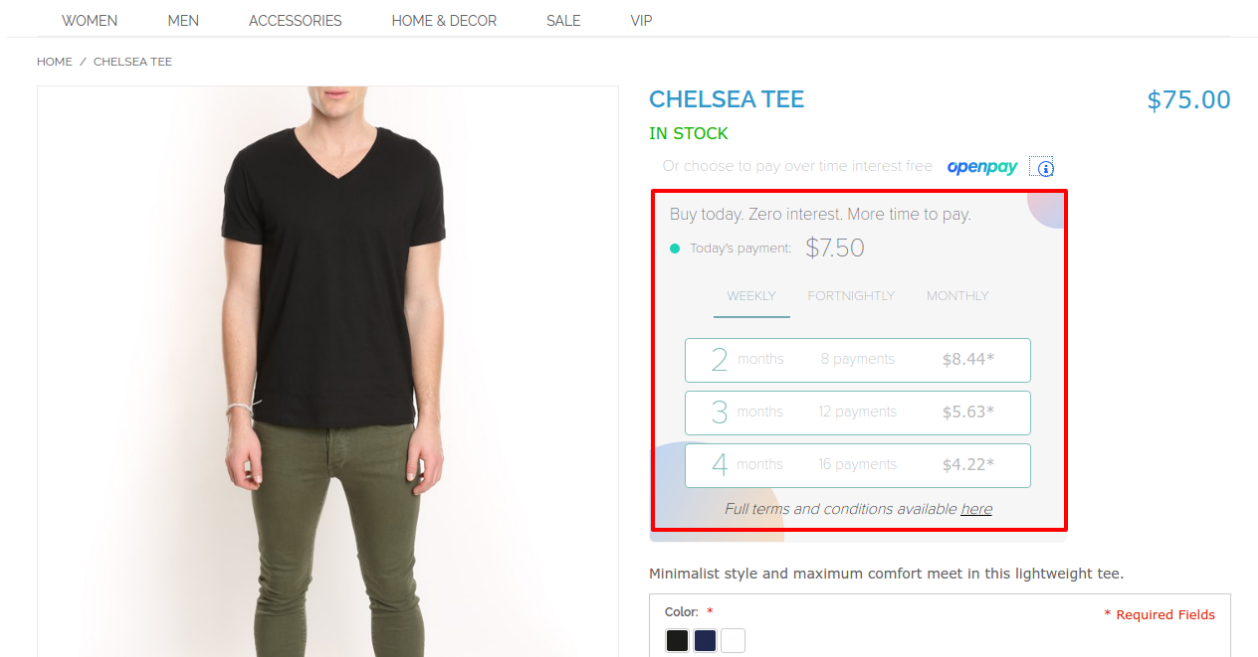 WOMEN MEN ACCESSORIES HOME & DECOR SALE VIP
HOME / CHELSEA TEE
CHELSEA TEE $75.00
IN STOCK
Or choose to pay over time interest free openpay i
Buy today. Zero interest. More time to pay.
Today's payment: $7.50
WEEKLY FORTNIGHTLY MONTHLY
2 months 8 payments $8.44*
3 months 12 payments $5.63*
4 months 16 payments $4.22*
Full terms and conditions available here
Minimalist style and maximum comfort meet in this lightweight tee.
Color: * * Required Fields